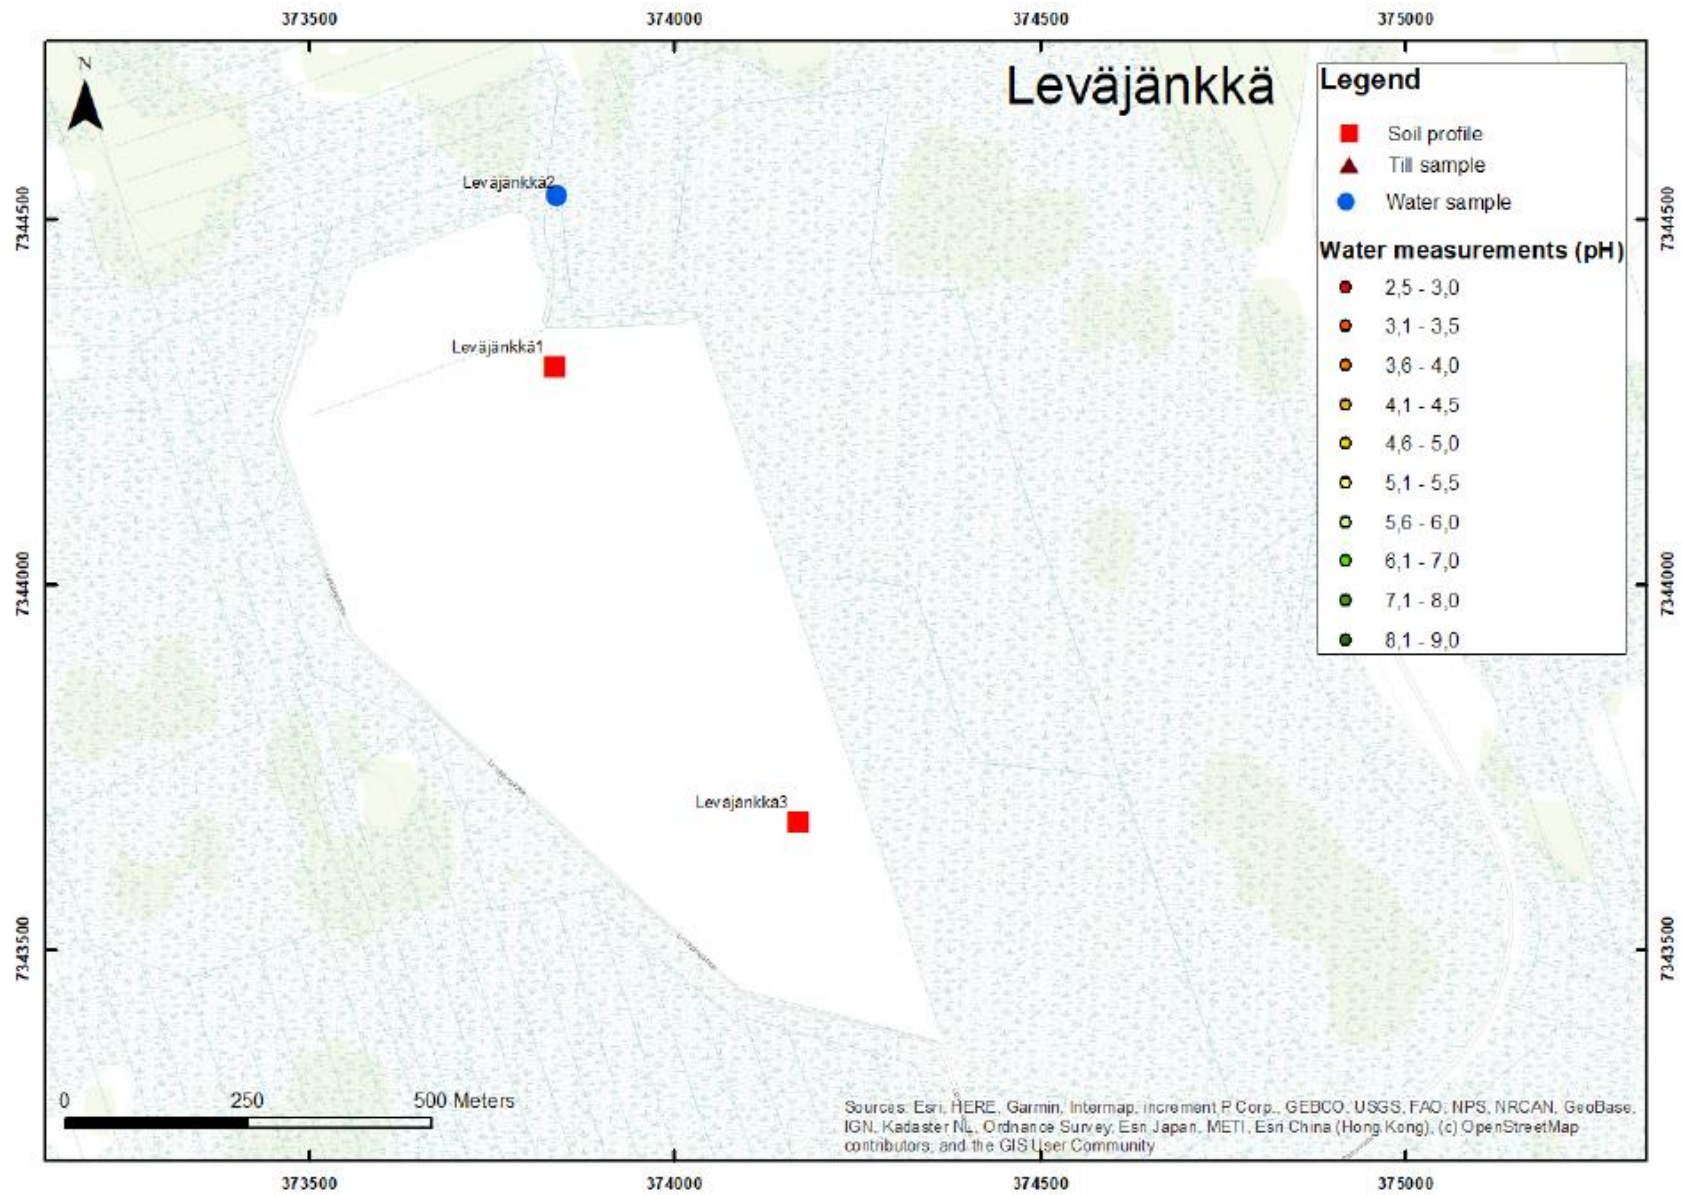 373500 374000 374500 375000
N
Leväjänkkä
Legend
Soil profile
Till sample
Water sample
Water measurements (pH)
2,5 - 3,0
3,1 - 3,5
3,6 - 4,0
4,1 - 4,5
4,6 - 5,0
5,1 - 5,5
5,6 - 6,0
6,1 - 7,0
7,1 - 8,0
8,1 - 9,0
Leväjänkkä2
7344500 7344500
Leväjänkkä1
7344000 7344000
Leväjänkkä3
7343500 7343500
0 250 500 Meters
Sources: Esri, HERE, Garmin, Intermap, increment P Corp., GEBCO, USGS, FAO, NPS, NRCAN, GeoBase,
IGN, Kadaster NL, Ordnance Survey, Esri Japan, METI, Esri China (Hong Kong), (c) OpenStreetMap
contributors, and the GIS User Community
373500 374000 374500 375000